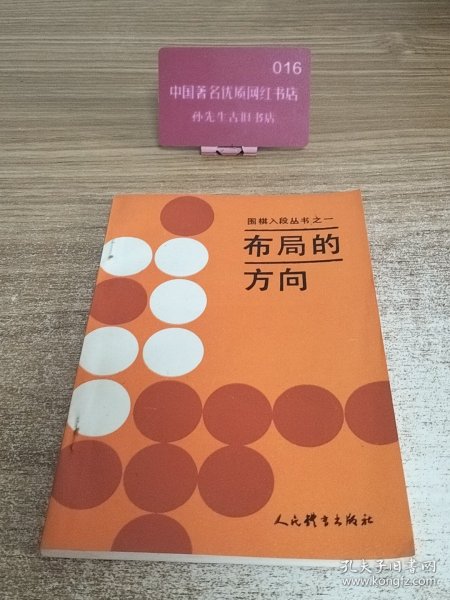 016
中国著名优质网红书店
孙先生古旧书店
围棋入段丛书之一
布局的
方向
人民体育出版社
孔夫子旧书网
www.kongfz.com